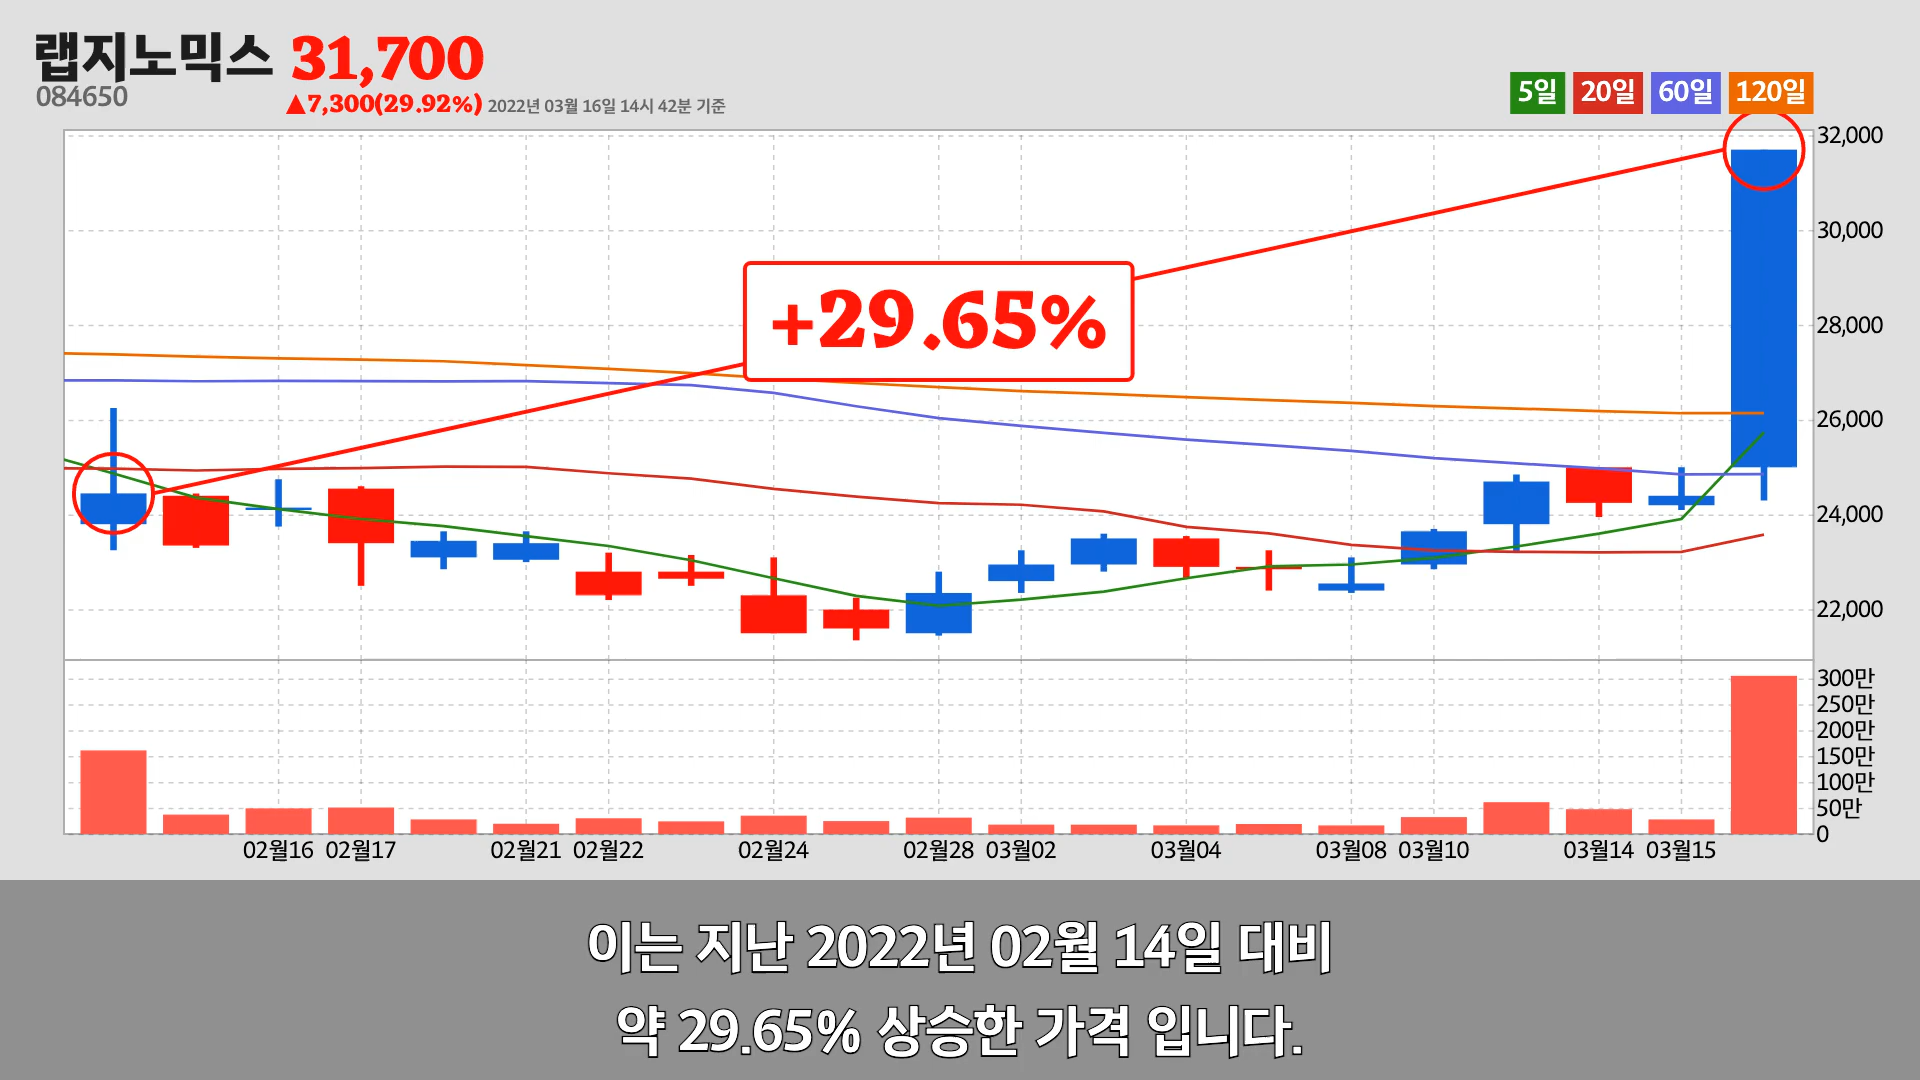 랩지노믹스 31,700
084650
▲7,300(29.92%) 2022년 03월 16일 14시 42분 기준
5일 20일 60일 120일
32,000
30,000
+29.65%
28,000
26,000
24,000
22,000
300만
250만
200만
150만
100만
50만
0
02월16 02월17 02월21 02월22 02월24 02월28 03월02 03월04 03월08 03월10 03월14 03월15
이는 지난 2022년 02월 14일 대비
약 29.65% 상승한 가격 입니다.